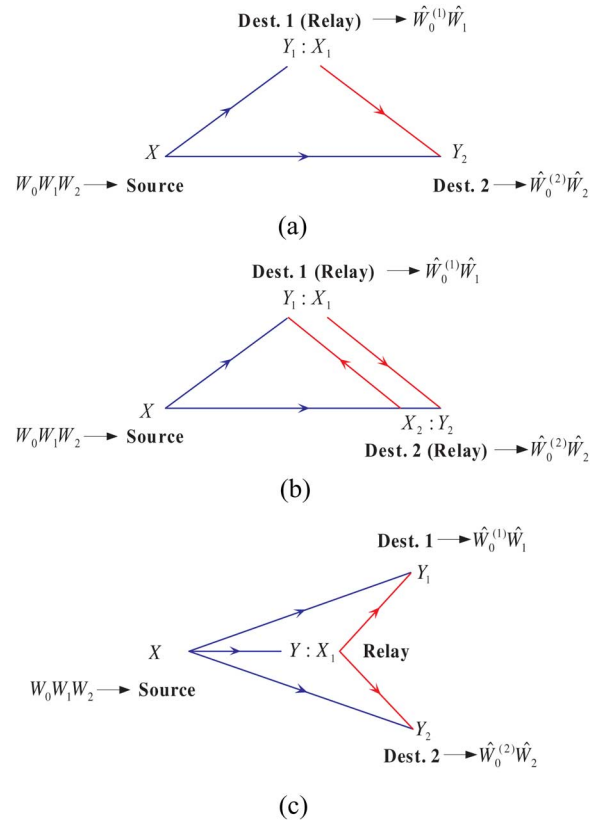 Dest. 1 (Relay) → Ŵ₀⁽¹⁾Ŵ₁
Y₁ : X₁
X Y₂
W₀W₁W₂ → Source Dest. 2 → Ŵ₀⁽²⁾Ŵ₂
(a)
Dest. 1 (Relay) → Ŵ₀⁽¹⁾Ŵ₁
Y₁ : X₁
X X₂ : Y₂
W₀W₁W₂ → Source Dest. 2 (Relay) → Ŵ₀⁽²⁾Ŵ₂
(b)
Dest. 1 → Ŵ₀⁽¹⁾Ŵ₁
Y₁
X Y : X₁ Relay
W₀W₁W₂ → Source
Y₂
Dest. 2 → Ŵ₀⁽²⁾Ŵ₂
(c)